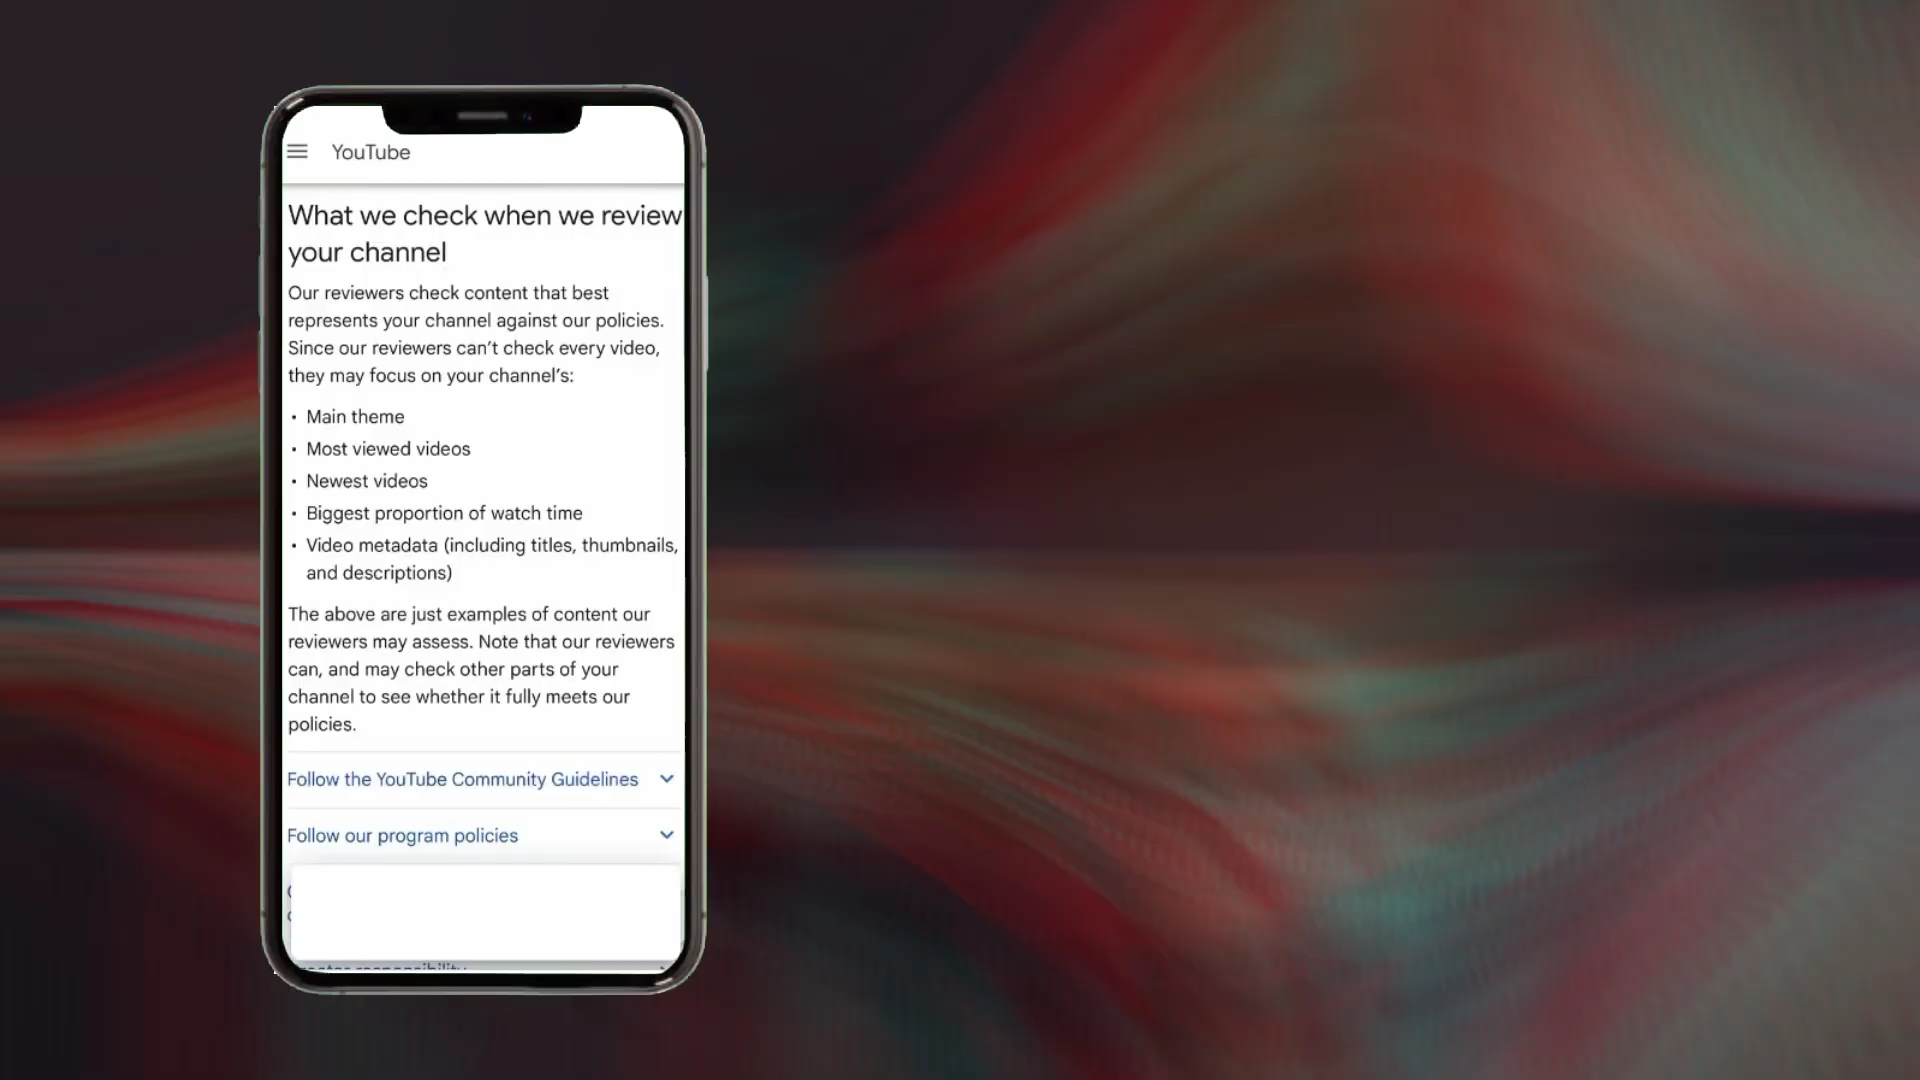 YouTube
What we check when we review
your channel
Our reviewers check content that best
represents your channel against our policies.
Since our reviewers can't check every video,
they may focus on your channel's:
• Main theme
• Most viewed videos
• Newest videos
• Biggest proportion of watch time
• Video metadata (including titles, thumbnails,
and descriptions)
The above are just examples of content our
reviewers may assess. Note that our reviewers
can, and may check other parts of your
channel to see whether it fully meets our
policies.
Follow the YouTube Community Guidelines
Follow our program policies
responsibility